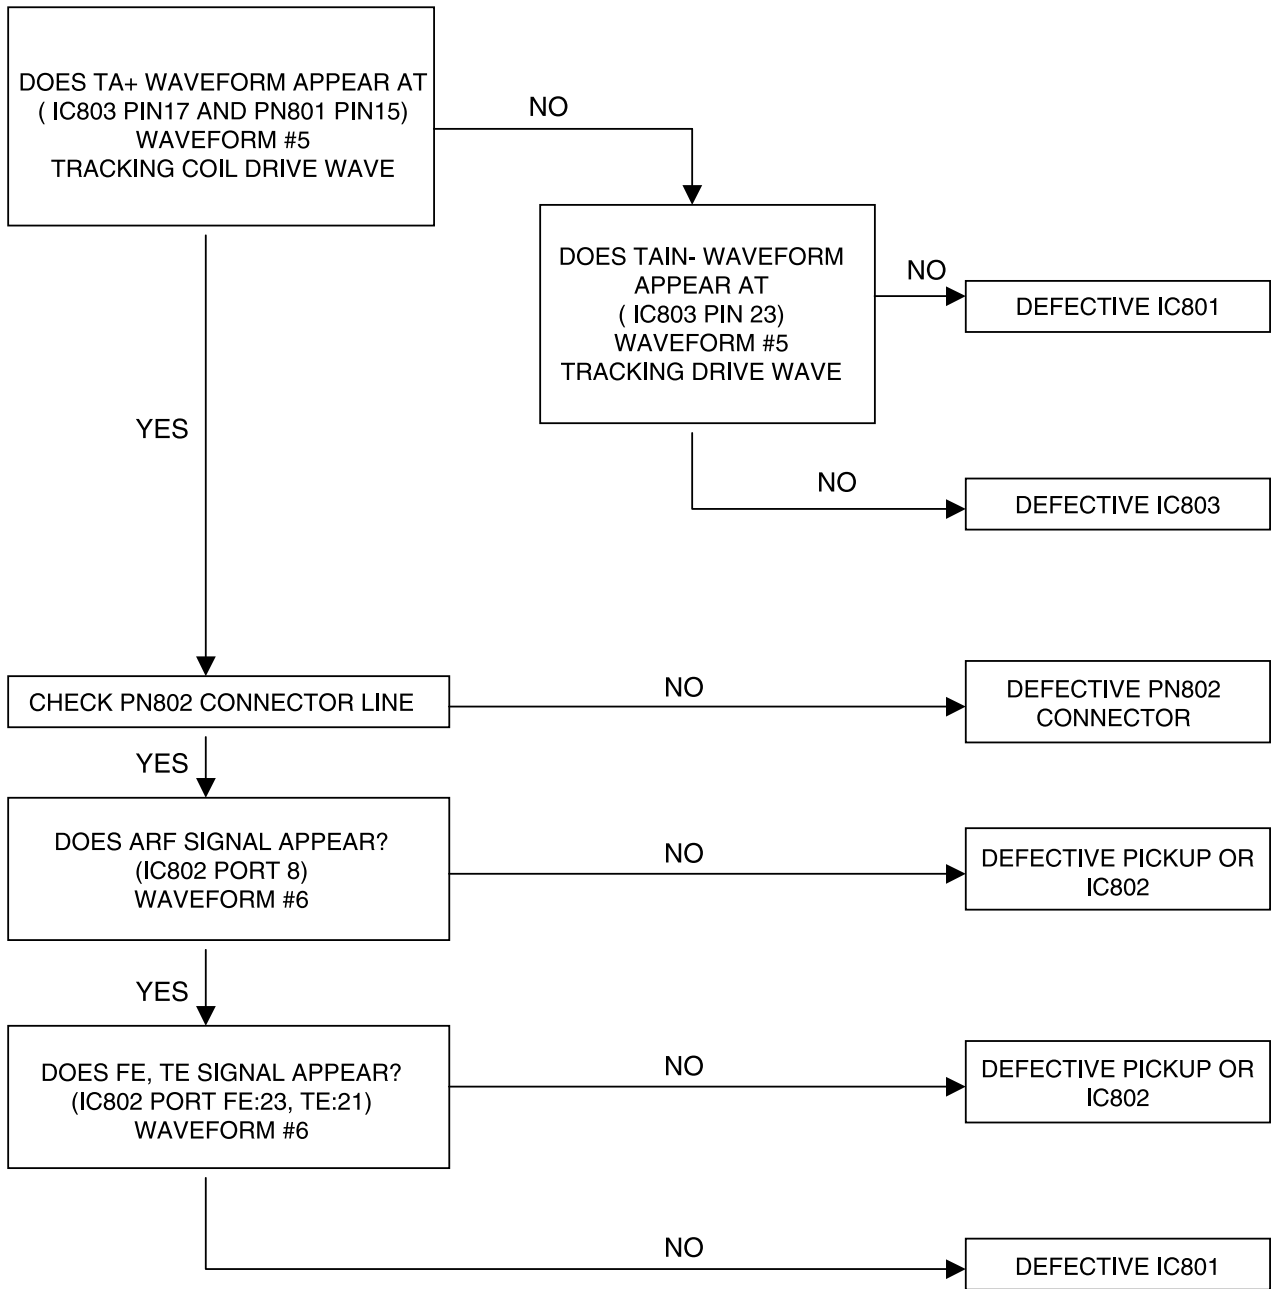 DOES TA+ WAVEFORM APPEAR AT
( IC803 PIN17 AND PN801 PIN15)
WAVEFORM #5
TRACKING COIL DRIVE WAVE
NO
DOES TAIN- WAVEFORM
APPEAR AT
( IC803 PIN 23)
WAVEFORM #5
TRACKING DRIVE WAVE
NO
DEFECTIVE IC801
YES
NO
DEFECTIVE IC803
CHECK PN802 CONNECTOR LINE
NO
DEFECTIVE PN802
CONNECTOR
YES
DOES ARF SIGNAL APPEAR?
(IC802 PORT 8)
WAVEFORM #6
NO
DEFECTIVE PICKUP OR
IC802
YES
DOES FE, TE SIGNAL APPEAR?
(IC802 PORT FE:23, TE:21)
WAVEFORM #6
NO
DEFECTIVE PICKUP OR
IC802
NO
DEFECTIVE IC801